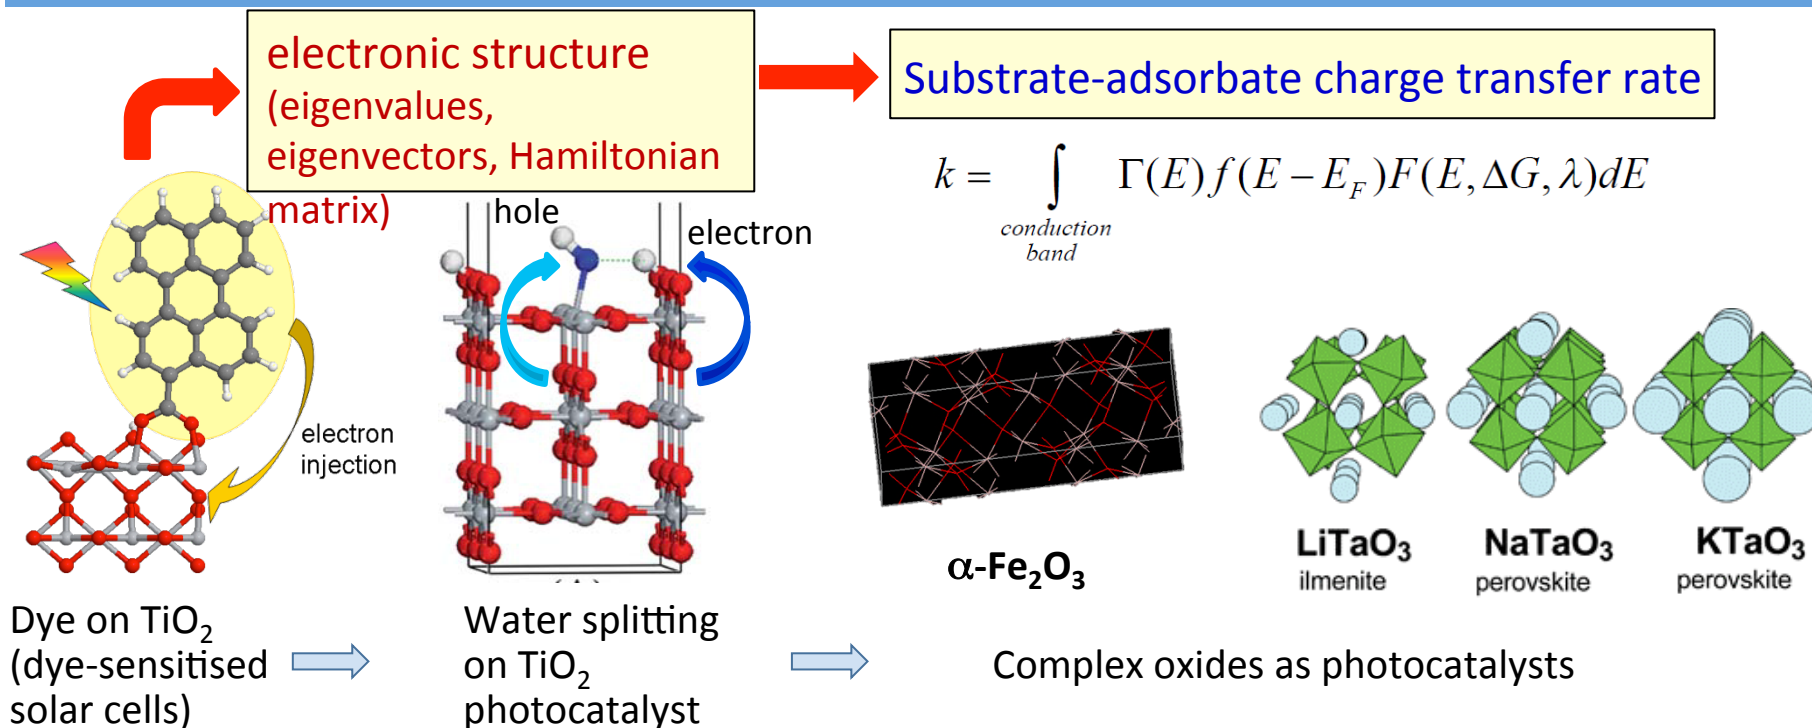 electronic structure
(eigenvalues,
eigenvectors, Hamiltonian
matrix)
Substrate-adsorbate charge transfer rate
k = ∫ Γ(E) f(E − E_F)F(E, ΔG, λ)dE
conduction
band
hole
electron
electron
injection
α-Fe₂O₃
LiTaO₃
ilmenite
NaTaO₃
perovskite
KTaO₃
perovskite
Dye on TiO₂
(dye-sensitised
solar cells)
Water splitting
on TiO₂
photocatalyst
Complex oxides as photocatalysts